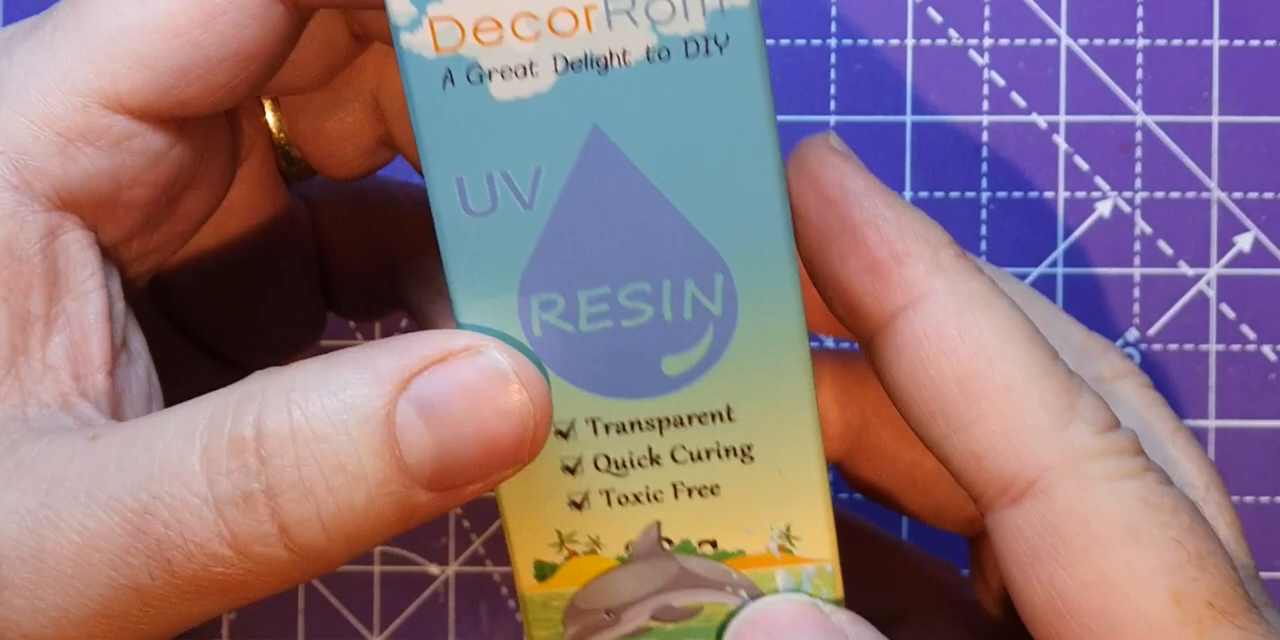 DecorRom
A Great Delight to DIY
UV
RESIN
Transparent
Quick Curing
Toxic Free